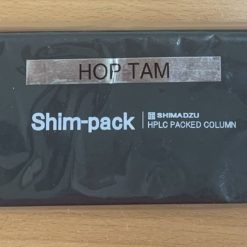 HOP TAM
Shim-pack
SHIMADZU
HPLC PACKED COLUMN